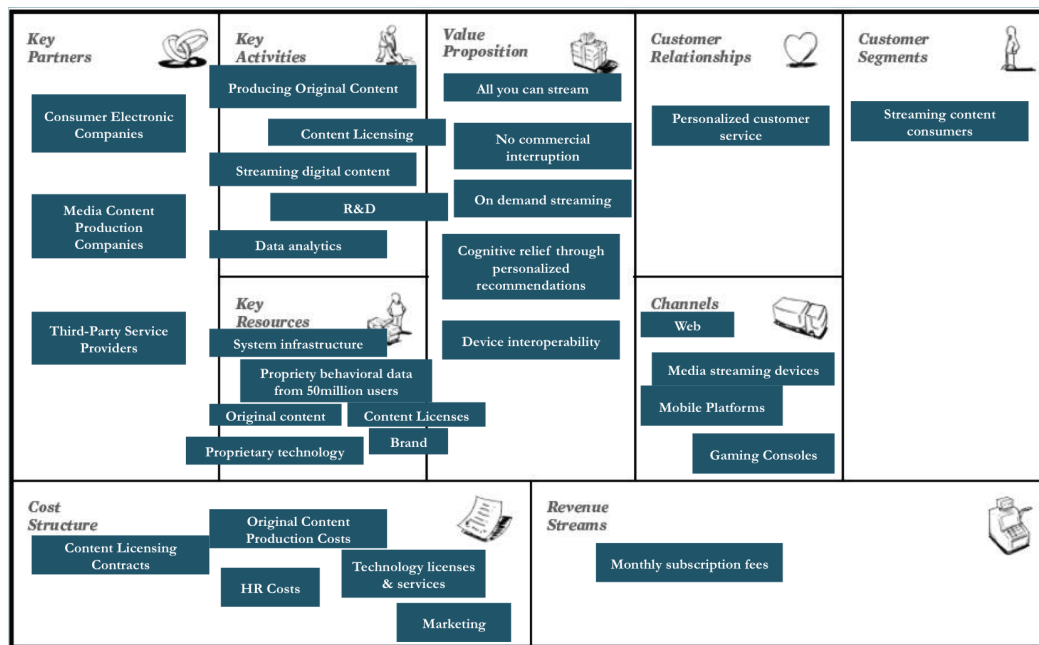 Key
Partners
Consumer Electronic
Companies
Media Content
Production
Companies
Third-Party Service
Providers
Key
Activities
Producing Original Content
Content Licensing
Streaming digital content
R&D
Data analytics
Key
Resources
System infrastructure
Propriety behavioral data
from 50million users
Original content
Content Licenses
Brand
Proprietary technology
Value
Proposition
All you can stream
No commercial
interruption
On demand streaming
Cognitive relief through
personalized
recommendations
Device interoperability
Customer
Relationships
Personalized customer
service
Channels
Web
Media streaming devices
Mobile Platforms
Gaming Consoles
Customer
Segments
Streaming content
consumers
Cost
Structure
Content Licensing
Contracts
Original Content
Production Costs
HR Costs
Technology licenses
& services
Marketing
Revenue
Streams
Monthly subscription fees